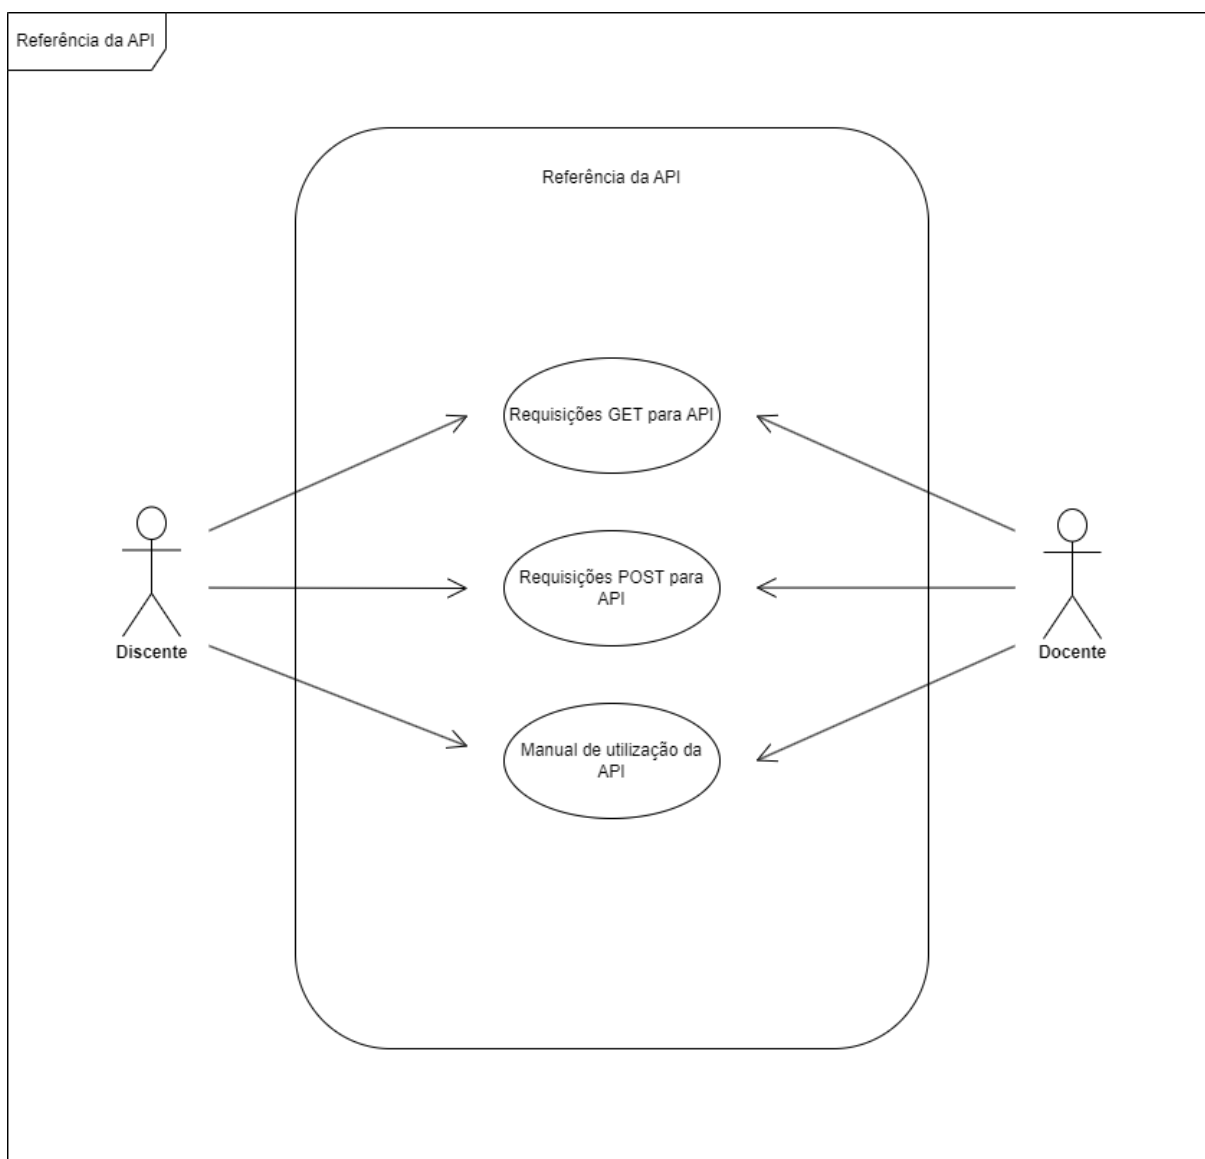 Referência da API
Referência da API
Requisições GET para API
Requisições POST para
API
Manual de utilização da
API
Discente
Docente